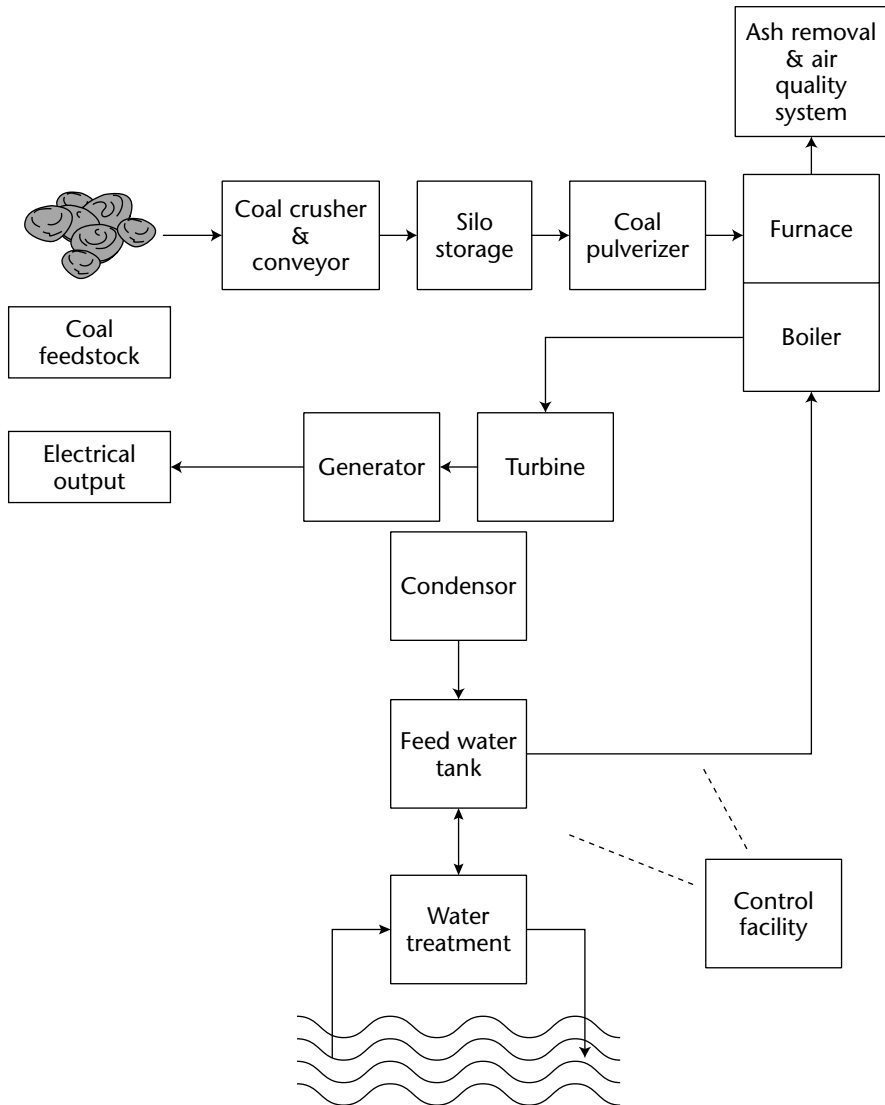 Ash removal
& air
quality
system
Coal crusher
&
conveyor
Silo
storage
Coal
pulverizer
Furnace
Coal
feedstock
Boiler
Electrical
output
Generator
Turbine
Condensor
Feed water
tank
Water
treatment
Control
facility